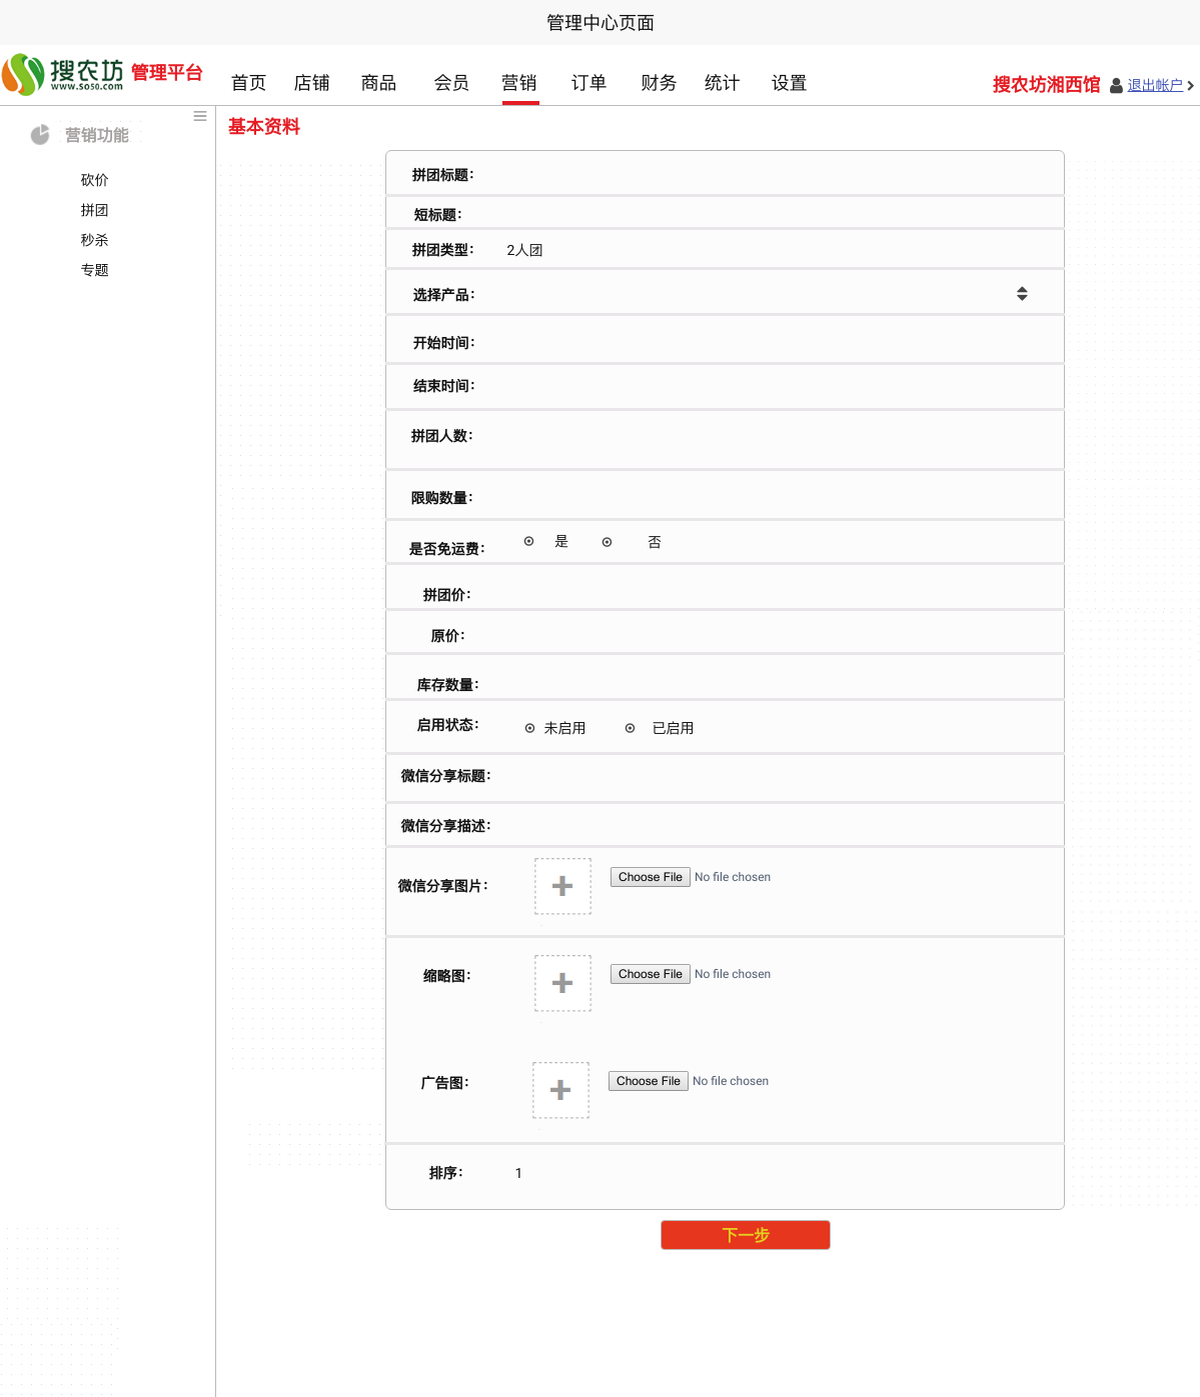 管理中心页面
搜农坊 管理平台
www.so50.com
首页 店铺 商品 会员 营销 订单 财务 统计 设置
搜农坊湘西馆 退出帐户
营销功能
砍价
拼团
秒杀
专题
基本资料
拼团标题：
短标题：
拼团类型： 2人团
选择产品：
开始时间：
结束时间：
拼团人数：
限购数量：
是否免运费： 是 否
拼团价：
原价：
库存数量：
启用状态： 未启用 已启用
微信分享标题：
微信分享描述：
微信分享图片： Choose File No file chosen
缩略图： Choose File No file chosen
广告图： Choose File No file chosen
排序： 1
下一步